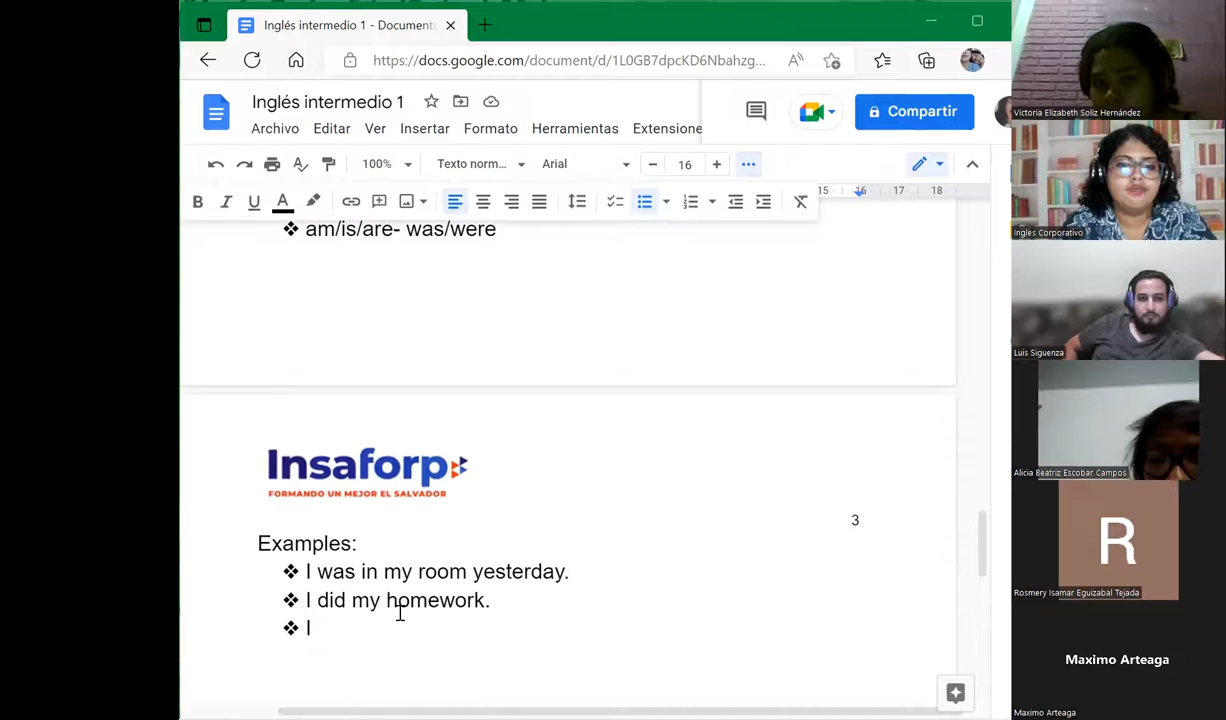 Inglés intermedio 1 - Document
https://docs.google.com/document/d/1L0GB7dpcKD6Nbahzg...
Inglés intermedio 1
Compartir
Archivo Editar Ver Insertar Formato Herramientas Extensione
100% Texto norm... Arial 16
15 16 17 18
B I U A
am/is/are- was/were
Insaforp
FORMANDO UN MEJOR EL SALVADOR
3
Examples:
I was in my room yesterday.
I did my homework.
I
Victoria Elizabeth Soliz Hernández
Ingles Corporativo
Luis Siguenza
Alicia Beatriz Escobar Campos
R
Rosmery Isamar Eguizabal Tejada
Maximo Arteaga
Maximo Arteaga